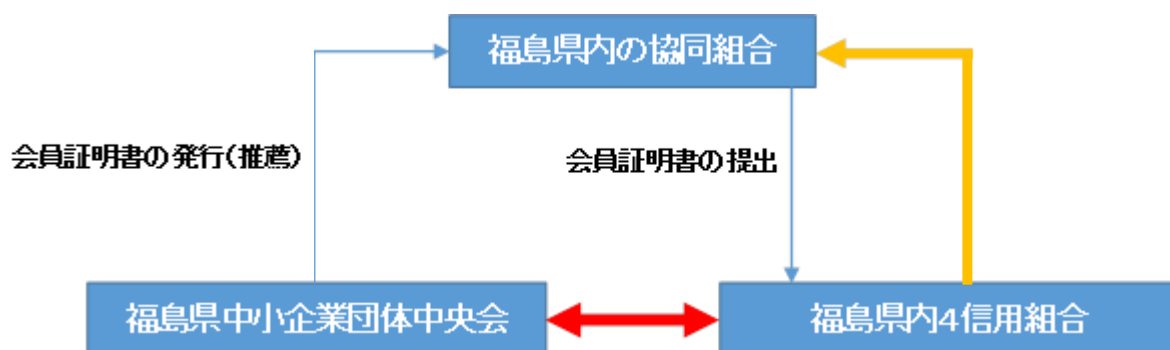 福島県内の協同組合
会員証明書の発行(推薦)
会員証明書の提出
福島県中小企業団体中央会
福島県内4信用組合